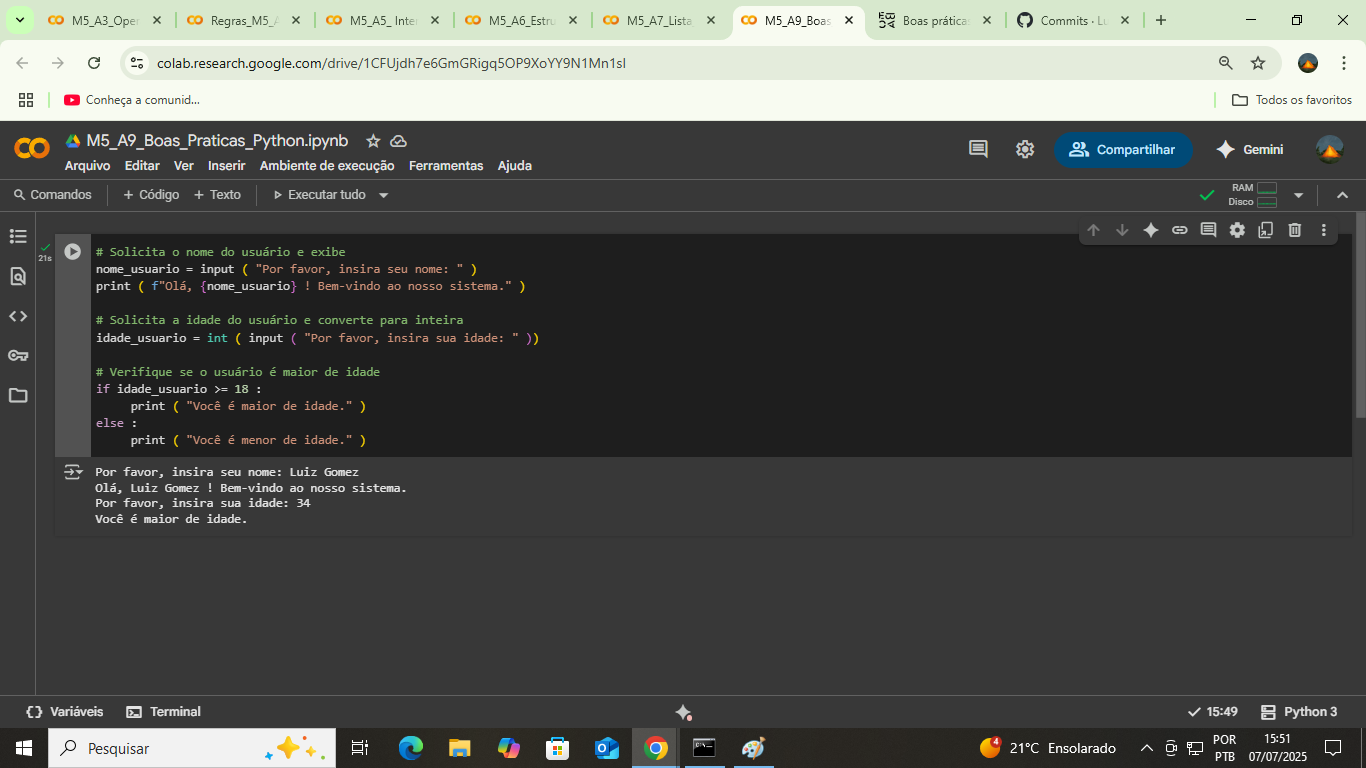 M5_A3_Oper
Regras_M5_A
M5_A5_ Inter
M5_A6_Estru
M5_A7_Lista
M5_A9_Boas
Boas prática
Commits · Lu
colab.research.google.com/drive/1CFUjdh7e6GmGRigq5OP9XoYY9N1Mn1sI
Conheça a comunid...
Todos os favoritos
M5_A9_Boas_Praticas_Python.ipynb
Arquivo Editar Ver Inserir Ambiente de execução Ferramentas Ajuda
Compartilhar
Gemini
Comandos + Código + Texto Executar tudo
RAM
Disco
21s
# Solicita o nome do usuário e exibe
nome_usuario = input ( "Por favor, insira seu nome: " )
print ( f"Olá, {nome_usuario} ! Bem-vindo ao nosso sistema." )
# Solicita a idade do usuário e converte para inteira
idade_usuario = int ( input ( "Por favor, insira sua idade: " ))
# Verifique se o usuário é maior de idade
if idade_usuario >= 18 :
print ( "Você é maior de idade." )
else :
print ( "Você é menor de idade." )
Por favor, insira seu nome: Luiz Gomez
Olá, Luiz Gomez ! Bem-vindo ao nosso sistema.
Por favor, insira sua idade: 34
Você é maior de idade.
Variáveis Terminal
15:49 Python 3
Pesquisar
4
21°C Ensolarado
POR
PTB
15:51
07/07/2025